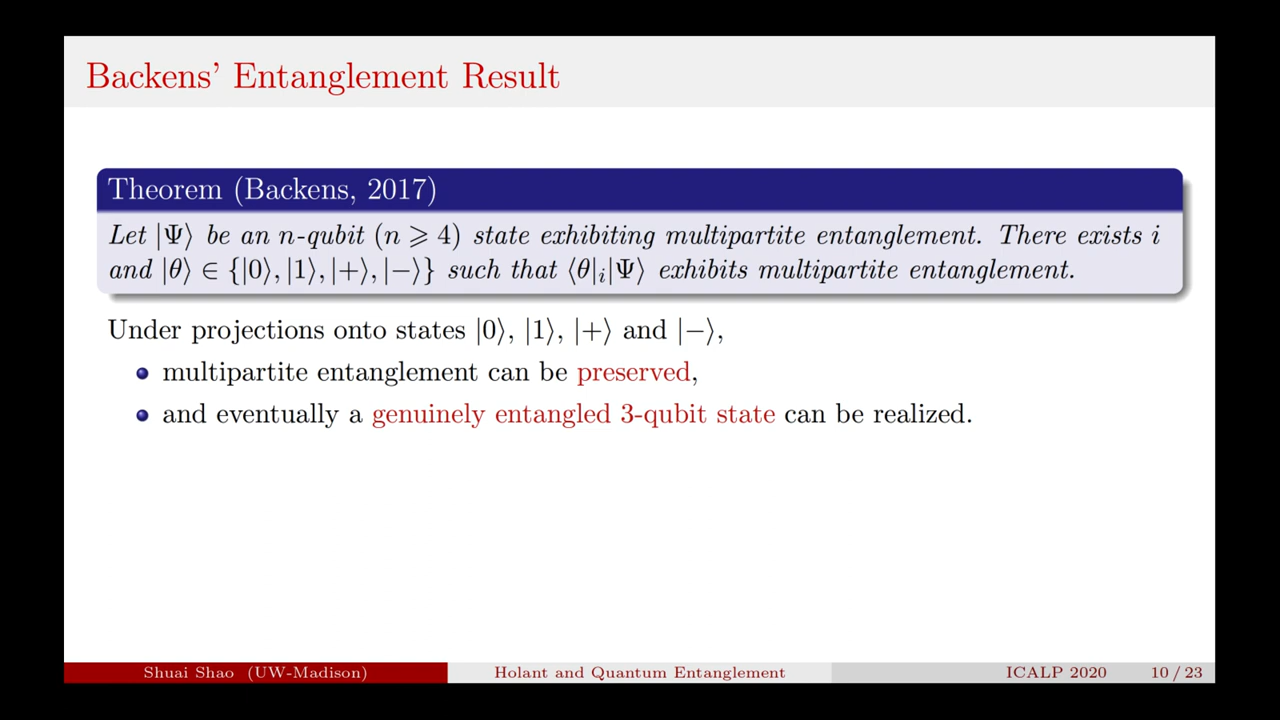 Backens' Entanglement Result
Theorem (Backens, 2017)
Let |Ψ⟩ be an n-qubit (n ⩾ 4) state exhibiting multipartite entanglement. There exists i
and |θ⟩ ∈ {|0⟩, |1⟩, |+⟩, |−⟩} such that ⟨θ|ᵢ|Ψ⟩ exhibits multipartite entanglement.
Under projections onto states |0⟩, |1⟩, |+⟩ and |−⟩,
multipartite entanglement can be preserved,
and eventually a genuinely entangled 3-qubit state can be realized.
Shuai Shao (UW-Madison) Holant and Quantum Entanglement ICALP 2020 10 / 23